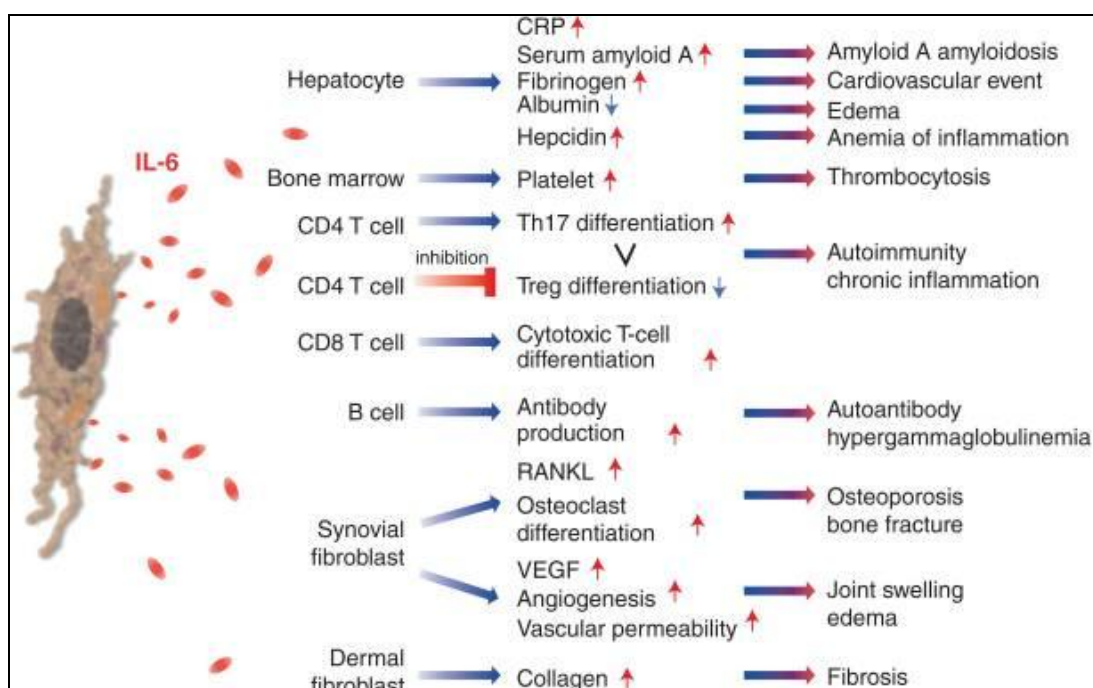 CRP ↑
Serum amyloid A ↑
Amyloid A amyloidosis
Hepatocyte
Fibrinogen ↑
Cardiovascular event
Albumin ↓
Edema
Hepcidin ↑
Anemia of inflammation
IL-6
Bone marrow
Platelet ↑
Thrombocytosis
CD4 T cell
Th17 differentiation ↑
inhibition
Autoimmunity
chronic inflammation
CD4 T cell
Treg differentiation ↓
CD8 T cell
Cytotoxic T-cell
differentiation ↑
B cell
Antibody
production ↑
Autoantibody
hypergammaglobulinemia
RANKL ↑
Synovial
fibroblast
Osteoclast
differentiation ↑
Osteoporosis
bone fracture
VEGF ↑
Angiogenesis ↑
Vascular permeability ↑
Joint swelling
edema
Dermal
fibroblast
Collagen ↑
Fibrosis